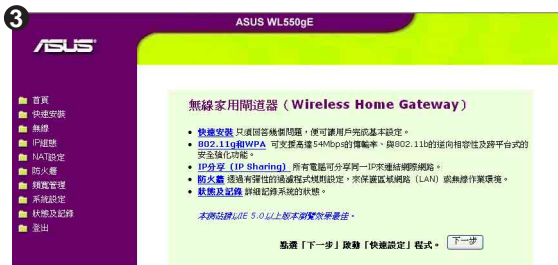 3
ASUS WL550gE
ASUS
首頁
快速安裝
無線
IP組態
NAT設定
防火牆
頻寬管理
系統設定
狀態及記錄
登出
無線家用閘道器（Wireless Home Gateway）
快速安裝 只須回答幾個問題，便可讓用戶完成基本設定。
802.11g和WPA 可支援高達54Mbps的傳輸率、與802.11b的逆向相容性及跨平台式的
安全強化功能。
IP分享 (IP Sharing) 所有電腦可分享同一IP來連結網際網路。
防火牆 透過有彈性的過濾程式規則設定，來保護區域網路（LAN）或無線作業環境。
狀態及記錄 詳細記錄系統的狀態。
本網站請以IE 5.0以上版本瀏覽效果最佳。
點選「下一步」啟動「快速設定」程式。 下一步